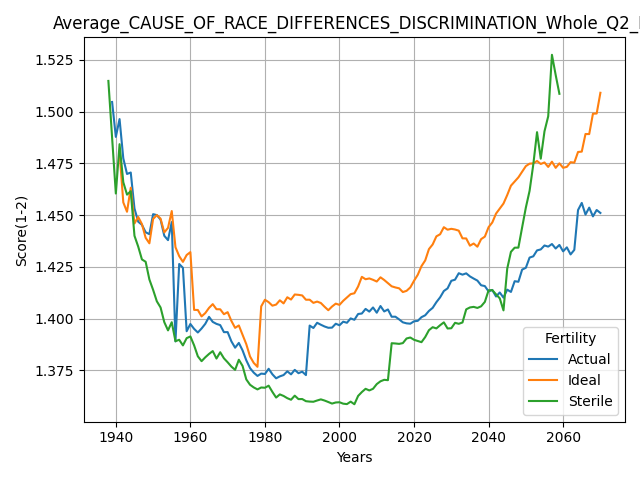 Average_CAUSE_OF_RACE_DIFFERENCES_DISCRIMINATION_Whole_Q2_
Score(1-2)
1.525
1.500
1.475
1.450
1.425
1.400
1.375
1940 1960 1980 2000 2020 2040 2060
Years
Fertility
Actual
Ideal
Sterile